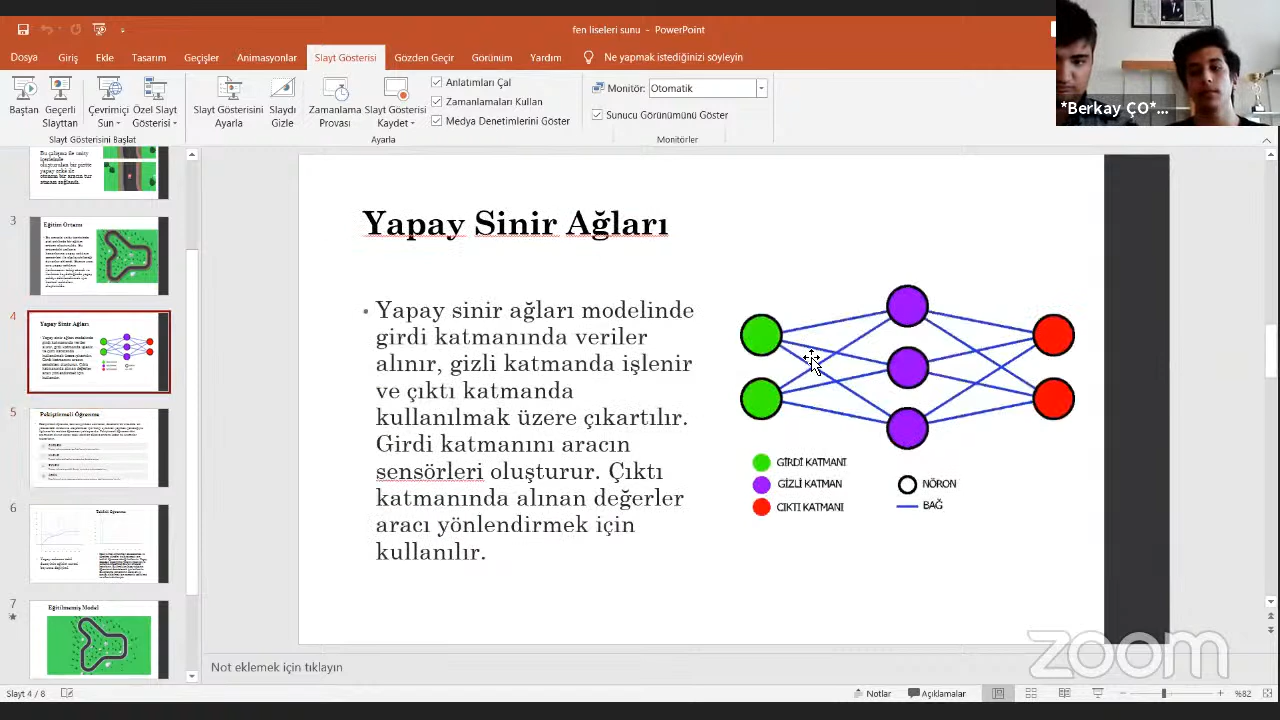 fen liseleri sunu - PowerPoint
Dosya Giriş Ekle Tasarım Geçişler Animasyonlar Slayt Gösterisi Gözden Geçir Görünüm Yardım Ne yapmak istediğinizi söyleyin
Baştan
Geçerli Slayttan
Çevrimiçi Sun
Özel Slayt Gösterisi
Slayt Gösterisini Ayarla
Slaydı Gizle
Zamanlama Provası
Slayt Gösterisi Kaydet
Anlatımları Çal
Zamanlamaları Kullan
Medya Denetimlerini Göster
Monitör: Otomatik
Sunucu Görünümünü Göster
Slayt Gösterisini Başlat
Ayarla
Monitörler
*Berkay ÇO*...
3
Eğitim Ortamı
4
Yapay Sinir Ağları
5
Pekiştirmeli Öğrenme
6
7
Eğitilmemiş Model
Yapay Sinir Ağları
• Yapay sinir ağları modelinde
girdi katmanında veriler
alınır, gizli katmanda işlenir
ve çıktı katmanda
kullanılmak üzere çıkartılır.
Girdi katmanını aracın
sensörleri oluşturur. Çıktı
katmanında alınan değerler
aracı yönlendirmek için
kullanılır.
GİRDİ KATMANI
GİZLİ KATMAN
ÇIKTI KATMANI
NÖRON
BAĞ
zoom
Not eklemek için tıklayın
Slayt 4 / 8
Notlar
Açıklamalar
%82